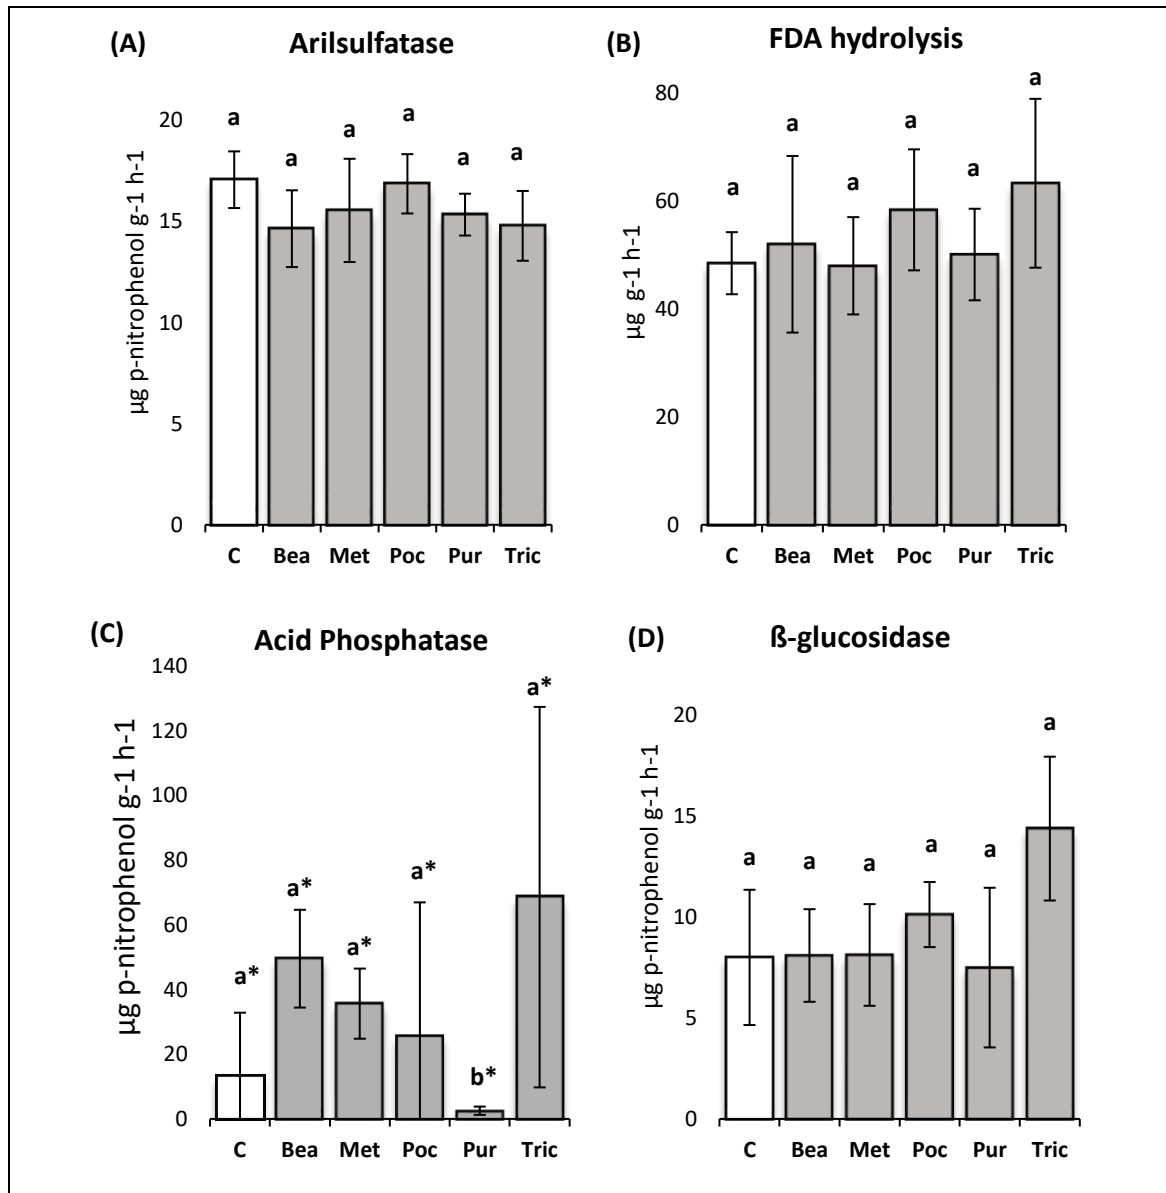 (A)
Arilsulfatase
µg p-nitrophenol g-1 h-1
20
15
10
5
0
a a a a a a
C Bea Met Poc Pur Tric
(B)
FDA hydrolysis
µg g-1 h-1
80
60
40
20
0
a a a a a a
C Bea Met Poc Pur Tric
(C)
Acid Phosphatase
µg p-nitrophenol g-1 h-1
140
120
100
80
60
40
20
0
a* a* a* a* b* a*
C Bea Met Poc Pur Tric
(D)
ß-glucosidase
µg p-nitrophenol g-1 h-1
20
15
10
5
0
a a a a a a
C Bea Met Poc Pur Tric